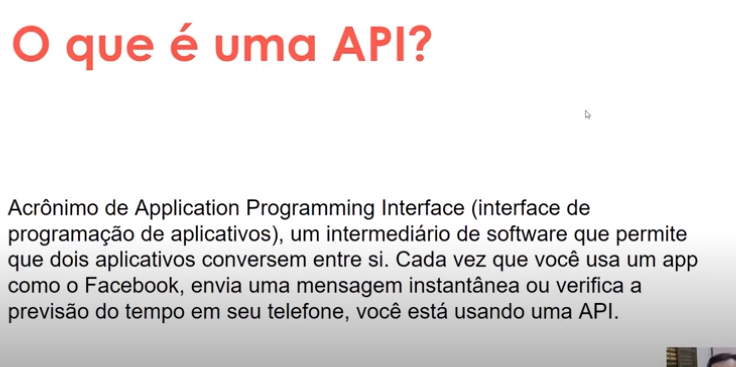 O que é uma API?
Acrônimo de Application Programming Interface (interface de
programação de aplicativos), um intermediário de software que permite
que dois aplicativos conversem entre si. Cada vez que você usa um app
como o Facebook, envia uma mensagem instantânea ou verifica a
previsão do tempo em seu telefone, você está usando uma API.